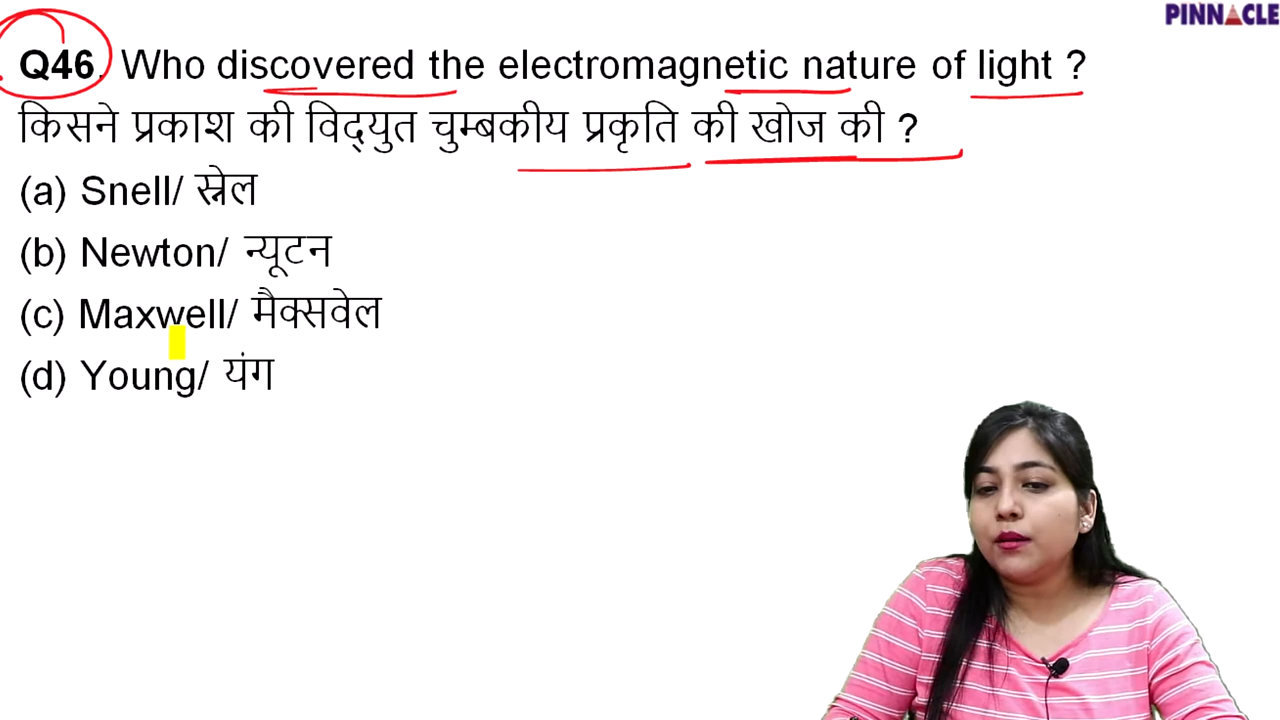 PINNACLE
Q46. Who discovered the electromagnetic nature of light ?
किसने प्रकाश की विद्युत चुम्बकीय प्रकृति की खोज की ?
(a) Snell/ स्नेल
(b) Newton/ न्यूटन
(c) Maxwell/ मैक्सवेल
(d) Young/ यंग